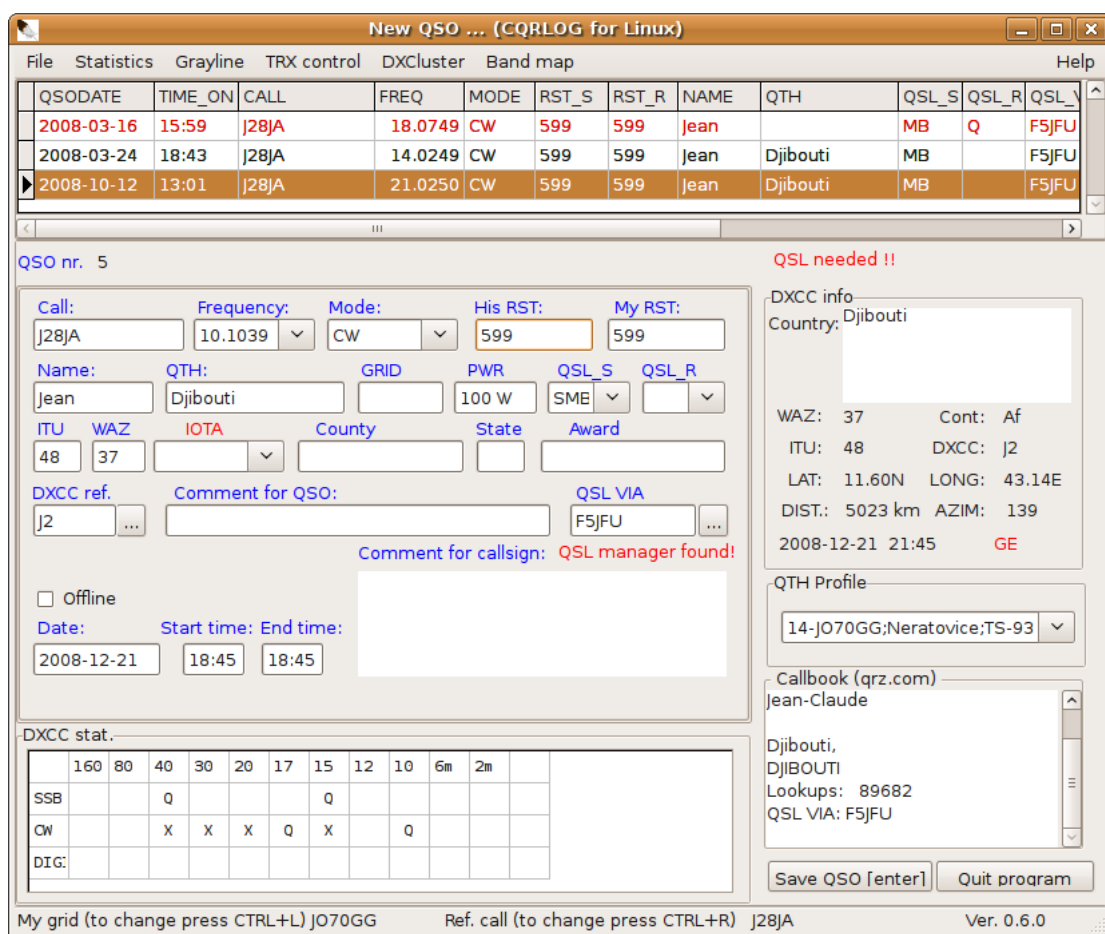 New QSO ... (CQRLOG for Linux)
File Statistics Grayline TRX control DXCluster Band map Help
QSODATE TIME_ON CALL FREQ MODE RST_S RST_R NAME QTH QSL_S QSL_R QSL_V
2008-03-16 15:59 J28JA 18.0749 CW 599 599 Jean MB Q F5JFU
2008-03-24 18:43 J28JA 14.0249 CW 599 599 Jean Djibouti MB F5JFU
2008-10-12 13:01 J28JA 21.0250 CW 599 599 Jean Djibouti MB F5JFU
QSO nr. 5
QSL needed !!
Call: Frequency: Mode: His RST: My RST:
J28JA 10.1039 CW 599 599
Name: QTH: GRID PWR QSL_S QSL_R
Jean Djibouti 100 W SMB
ITU WAZ IOTA County State Award
48 37
DXCC ref. Comment for QSO: QSL VIA
J2 ... F5JFU ...
Comment for callsign: QSL manager found!
Offline
Date: Start time: End time:
2008-12-21 18:45 18:45
DXCC info
Country: Djibouti
WAZ: 37 Cont: Af
ITU: 48 DXCC: J2
LAT: 11.60N LONG: 43.14E
DIST.: 5023 km AZIM: 139
2008-12-21 21:45 GE
QTH Profile
14-JO70GG;Neratovice;TS-93
Callbook (qrz.com)
Jean-Claude
Djibouti,
DJIBOUTI
Lookups: 89682
QSL VIA: F5JFU
DXCC stat.
160 80 40 30 20 17 15 12 10 6m 2m
SSB Q Q
CW X X X Q X Q
DIGI
Save QSO [enter] Quit program
My grid (to change press CTRL+L) JO70GG Ref. call (to change press CTRL+R) J28JA Ver. 0.6.0